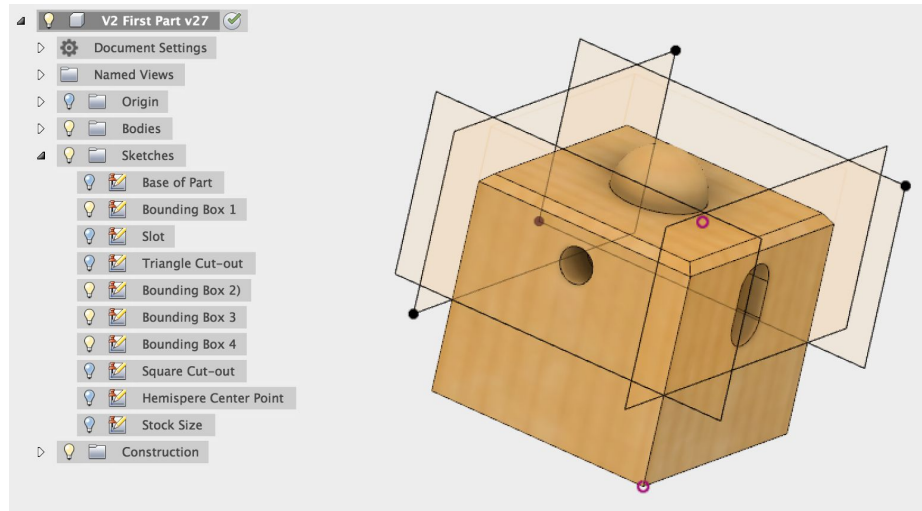 V2 First Part v27
Document Settings
Named Views
Origin
Bodies
Sketches
Base of Part
Bounding Box 1
Slot
Triangle Cut-out
Bounding Box 2)
Bounding Box 3
Bounding Box 4
Square Cut-out
Hemispere Center Point
Stock Size
Construction